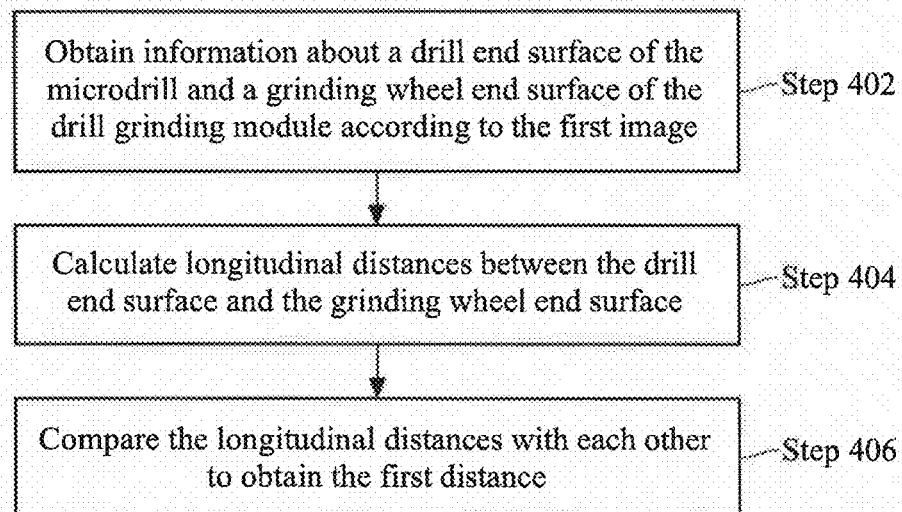 Obtain information about a drill end surface of the
microdrill and a grinding wheel end surface of the
drill grinding module according to the first image
Step 402
Calculate longitudinal distances between the drill
end surface and the grinding wheel end surface
Step 404
Compare the longitudinal distances with each other
to obtain the first distance
Step 406